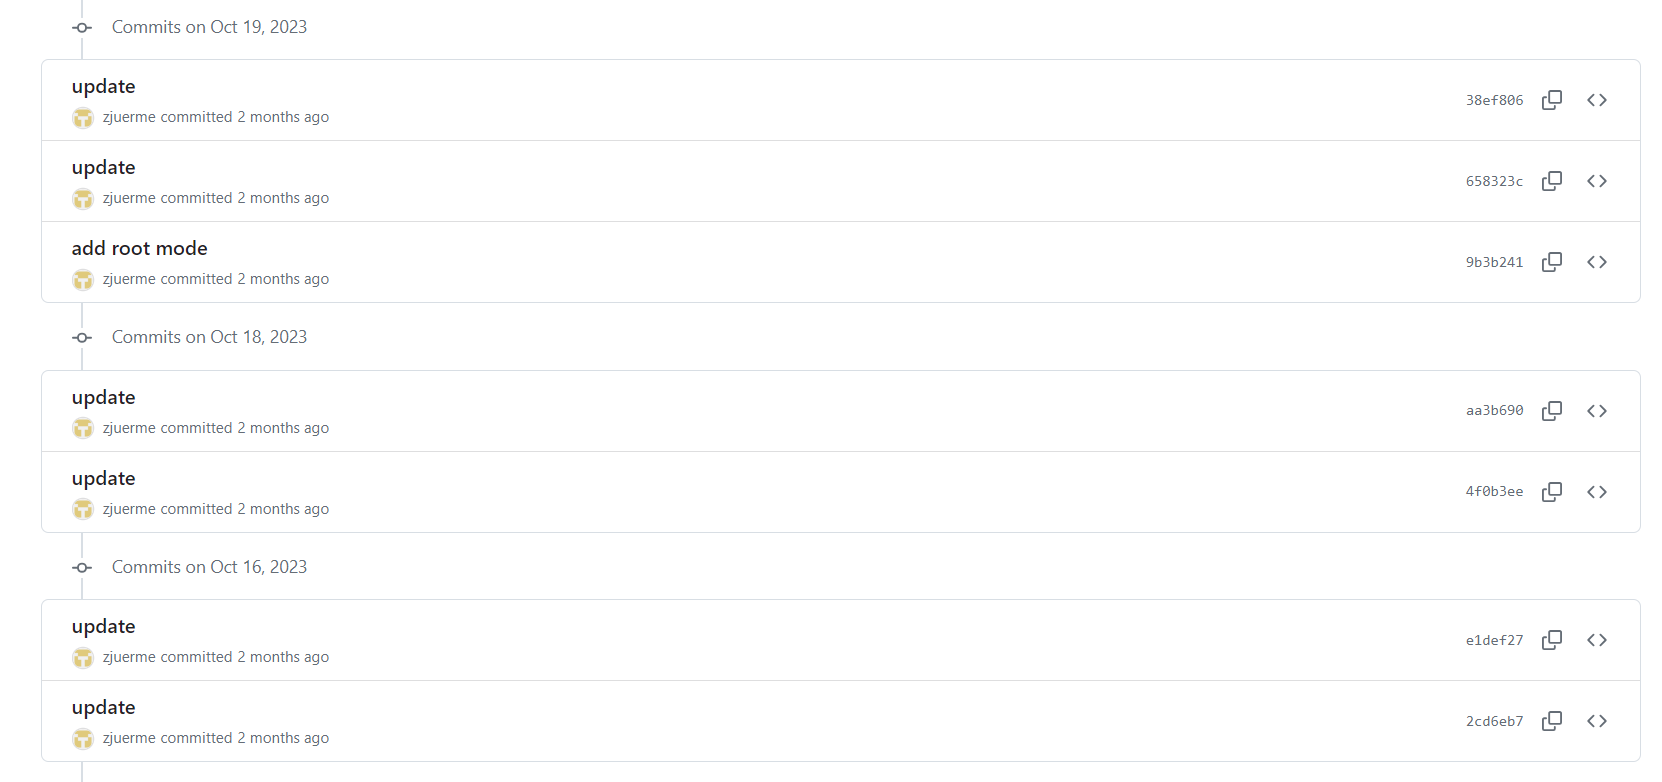 Commits on Oct 19, 2023
update
zjuerme committed 2 months ago
38ef806
update
zjuerme committed 2 months ago
658323c
add root mode
zjuerme committed 2 months ago
9b3b241
Commits on Oct 18, 2023
update
zjuerme committed 2 months ago
aa3b690
update
zjuerme committed 2 months ago
4f0b3ee
Commits on Oct 16, 2023
update
zjuerme committed 2 months ago
e1def27
update
zjuerme committed 2 months ago
2cd6eb7